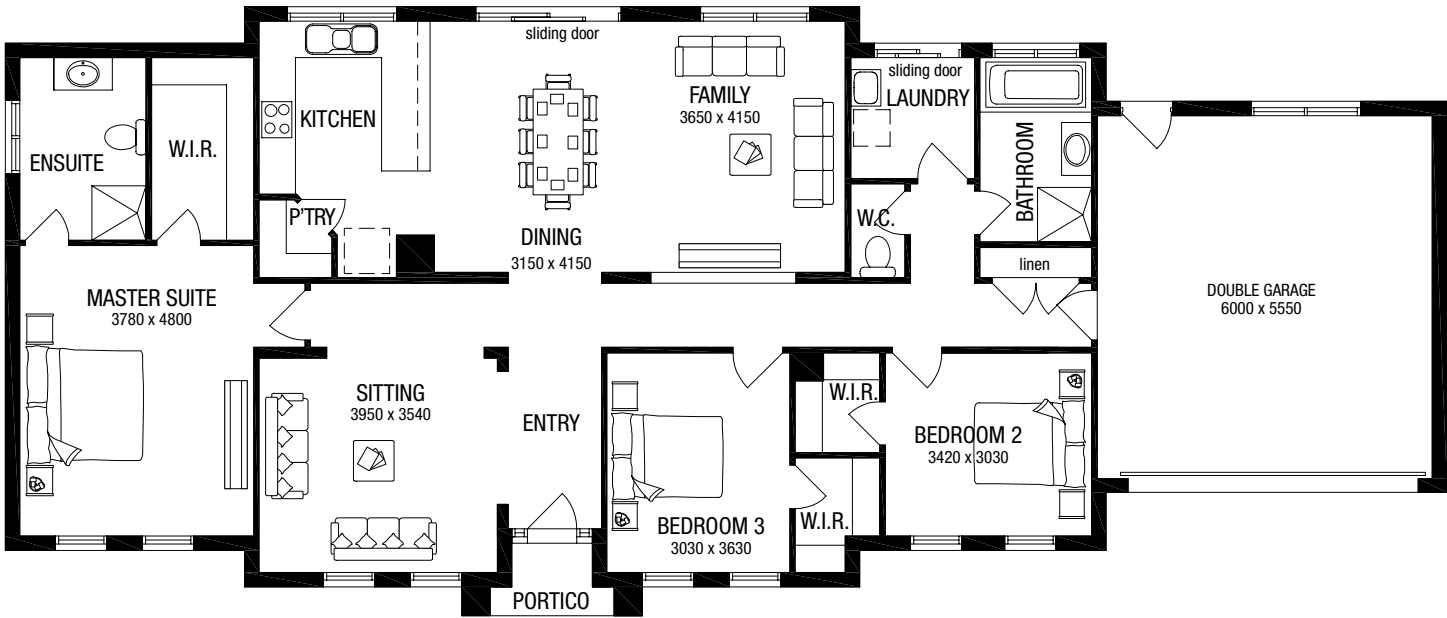 sliding door
sliding door
FAMILY
3650 x 4150
LAUNDRY
KITCHEN
ENSUITE
W.I.R.
BATHROOM
P'TRY
W.C.
DINING
3150 x 4150
linen
MASTER SUITE
3780 x 4800
DOUBLE GARAGE
6000 x 5550
SITTING
3950 x 3540
ENTRY
W.I.R.
BEDROOM 2
3420 x 3030
BEDROOM 3
3030 x 3630
W.I.R.
PORTICO